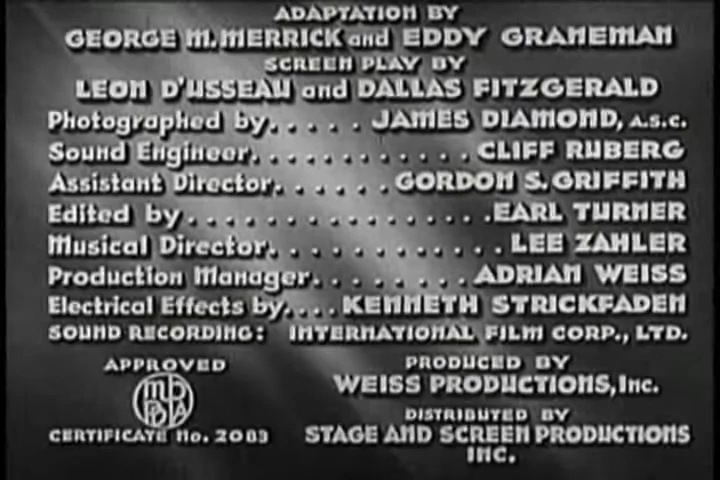 ADAPTATION BY
GEORGE M. MERRICK and EDDY GRANEMAN
SCREEN PLAY BY
LEON D'USSEAU and DALLAS FITZGERALD
Photographed by..... JAMES DIAMOND, A.S.C.
Sound Engineer........... CLIFF RUBERG
Assistant Director...... GORDON S. GRIFFITH
Edited by................ EARL TURNER
Musical Director............ LEE ZAHLER
Production Manager........ ADRIAN WEISS
Electrical Effects by.... KENNETH STRICKFADEN
SOUND RECORDING: INTERNATIONAL FILM CORP., LTD.
APPROVED
MPPDA
CERTIFICATE No. 2083
PRODUCED BY
WEISS PRODUCTIONS, Inc.
DISTRIBUTED BY
STAGE AND SCREEN PRODUCTIONS
INC.